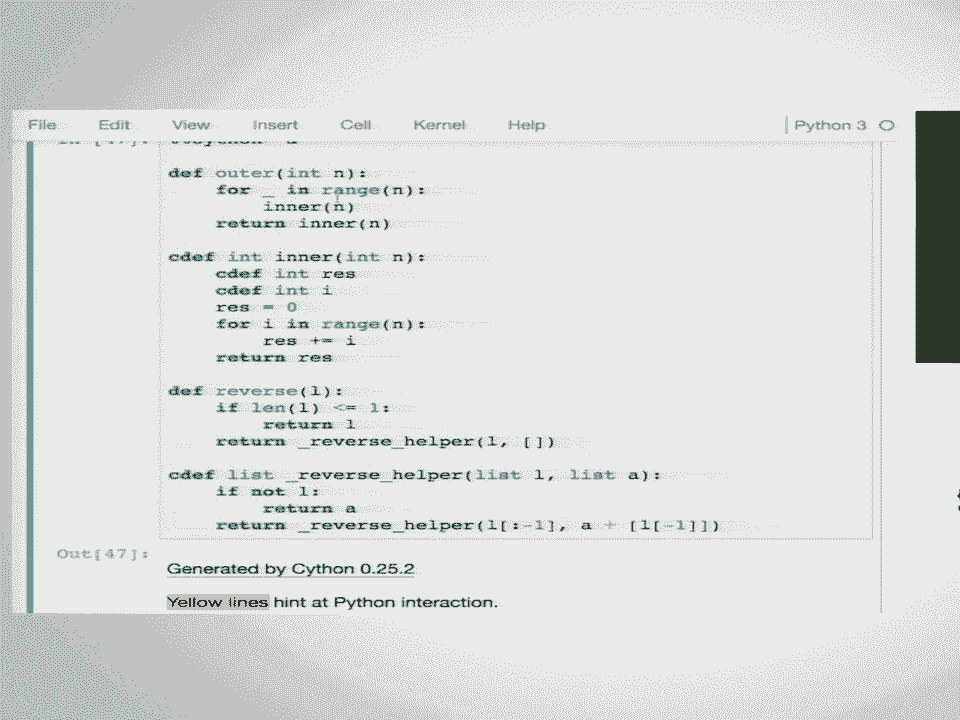 File Edit View Insert Cell Kernel Help Python 3
def outer(int n):
    for _ in range(n):
        inner(n)
    return inner(n)
cdef int inner(int n):
    cdef int res
    cdef int i
    res = 0
    for i in range(n):
        res += i
    return res
def reverse(l):
    if len(l) <= 1:
        return l
    return _reverse_helper(l, [])
cdef list _reverse_helper(list l, list a):
    if not l:
        return a
    return _reverse_helper(l[:-1], a + [l[-1]])
Out[47]:
Generated by Cython 0.25.2
Yellow lines hint at Python interaction.